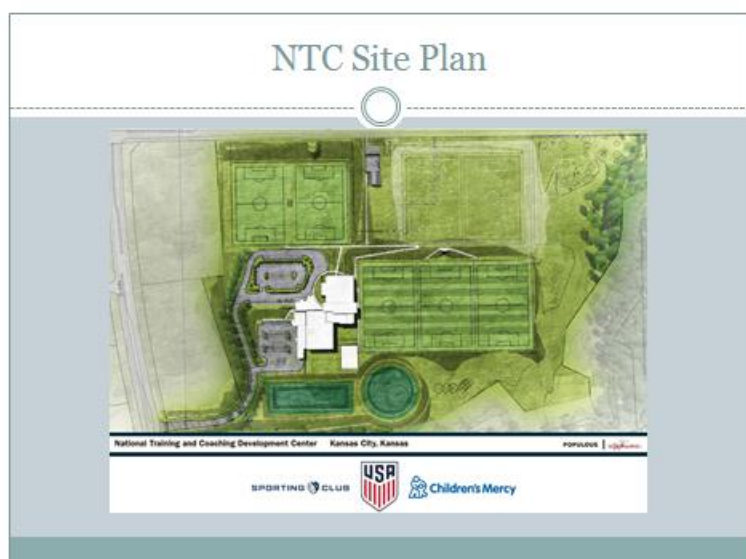 NTC Site Plan
National Training and Coaching Development Center Kansas City, Kansas
POPULOUS
SPORTING CLUB
USA
Children's Mercy